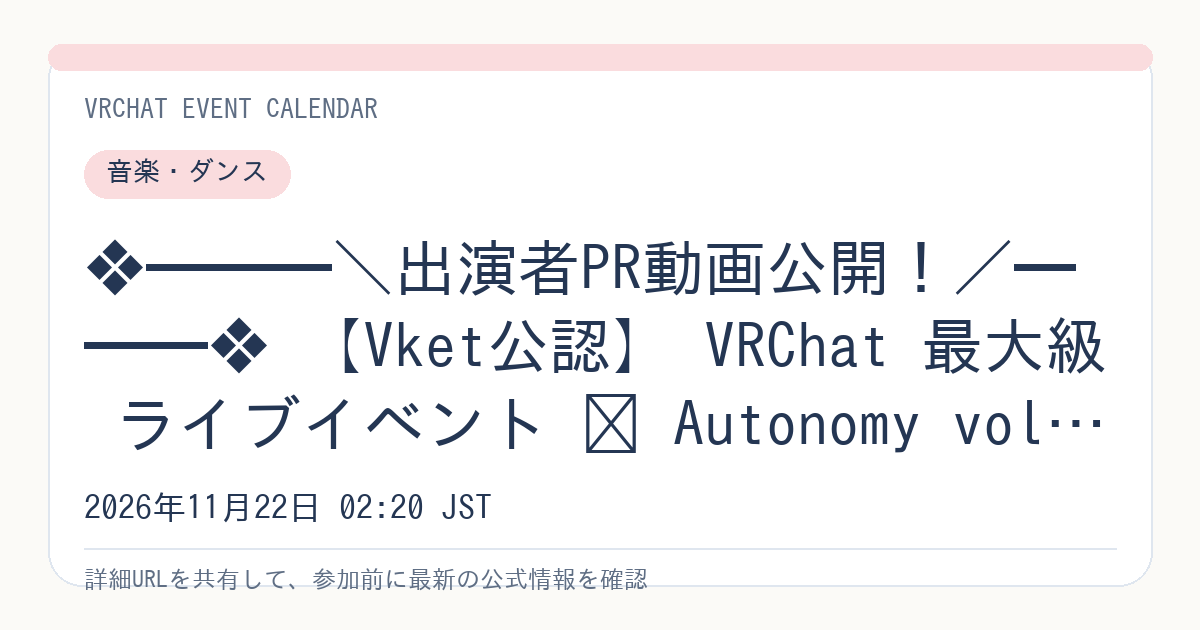 VRCHAT EVENT CALENDAR
音楽・ダンス
❖━━━━━━＼出演者PR動画公開！／━━
━━━━❖ 【Vket公認】 VRChat 最大級
ライブイベント Autonomy vol…
2026年11月22日 02:20 JST
詳細URLを共有して、参加前に最新の公式情報を確認